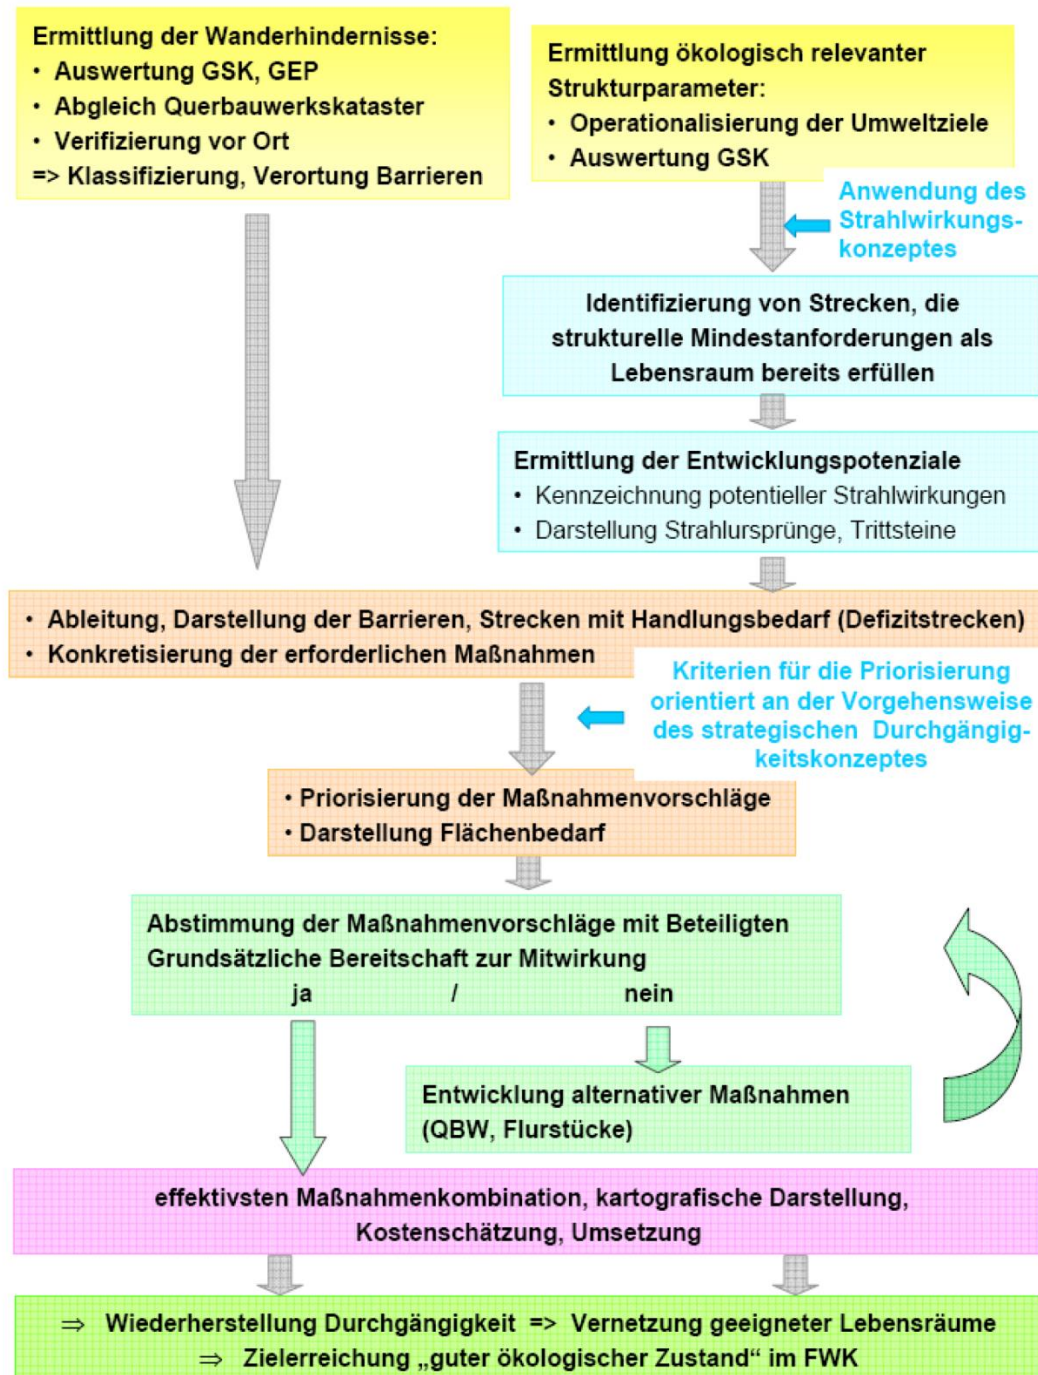 Ermittlung der Wanderhindernisse:
• Auswertung GSK, GEP
• Abgleich Querbauwerkskataster
• Verifizierung vor Ort
=> Klassifizierung, Verortung Barrieren
Ermittlung ökologisch relevanter
Strukturparameter:
• Operationalisierung der Umweltziele
• Auswertung GSK
Anwendung des
Strahlwirkungs-
konzeptes
Identifizierung von Strecken, die
strukturelle Mindestanforderungen als
Lebensraum bereits erfüllen
Ermittlung der Entwicklungspotenziale
• Kennzeichnung potentieller Strahlwirkungen
• Darstellung Strahlursprünge, Trittsteine
• Ableitung, Darstellung der Barrieren, Strecken mit Handlungsbedarf (Defizitstrecken)
• Konkretisierung der erforderlichen Maßnahmen
Kriterien für die Priorisierung
orientiert an der Vorgehensweise
des strategischen Durchgängig-
keitskonzeptes
• Priorisierung der Maßnahmenvorschläge
• Darstellung Flächenbedarf
Abstimmung der Maßnahmenvorschläge mit Beteiligten
Grundsätzliche Bereitschaft zur Mitwirkung
ja / nein
Entwicklung alternativer Maßnahmen
(QBW, Flurstücke)
effektivsten Maßnahmenkombination, kartografische Darstellung,
Kostenschätzung, Umsetzung
⇒ Wiederherstellung Durchgängigkeit => Vernetzung geeigneter Lebensräume
⇒ Zielerreichung „guter ökologischer Zustand“ im FWK